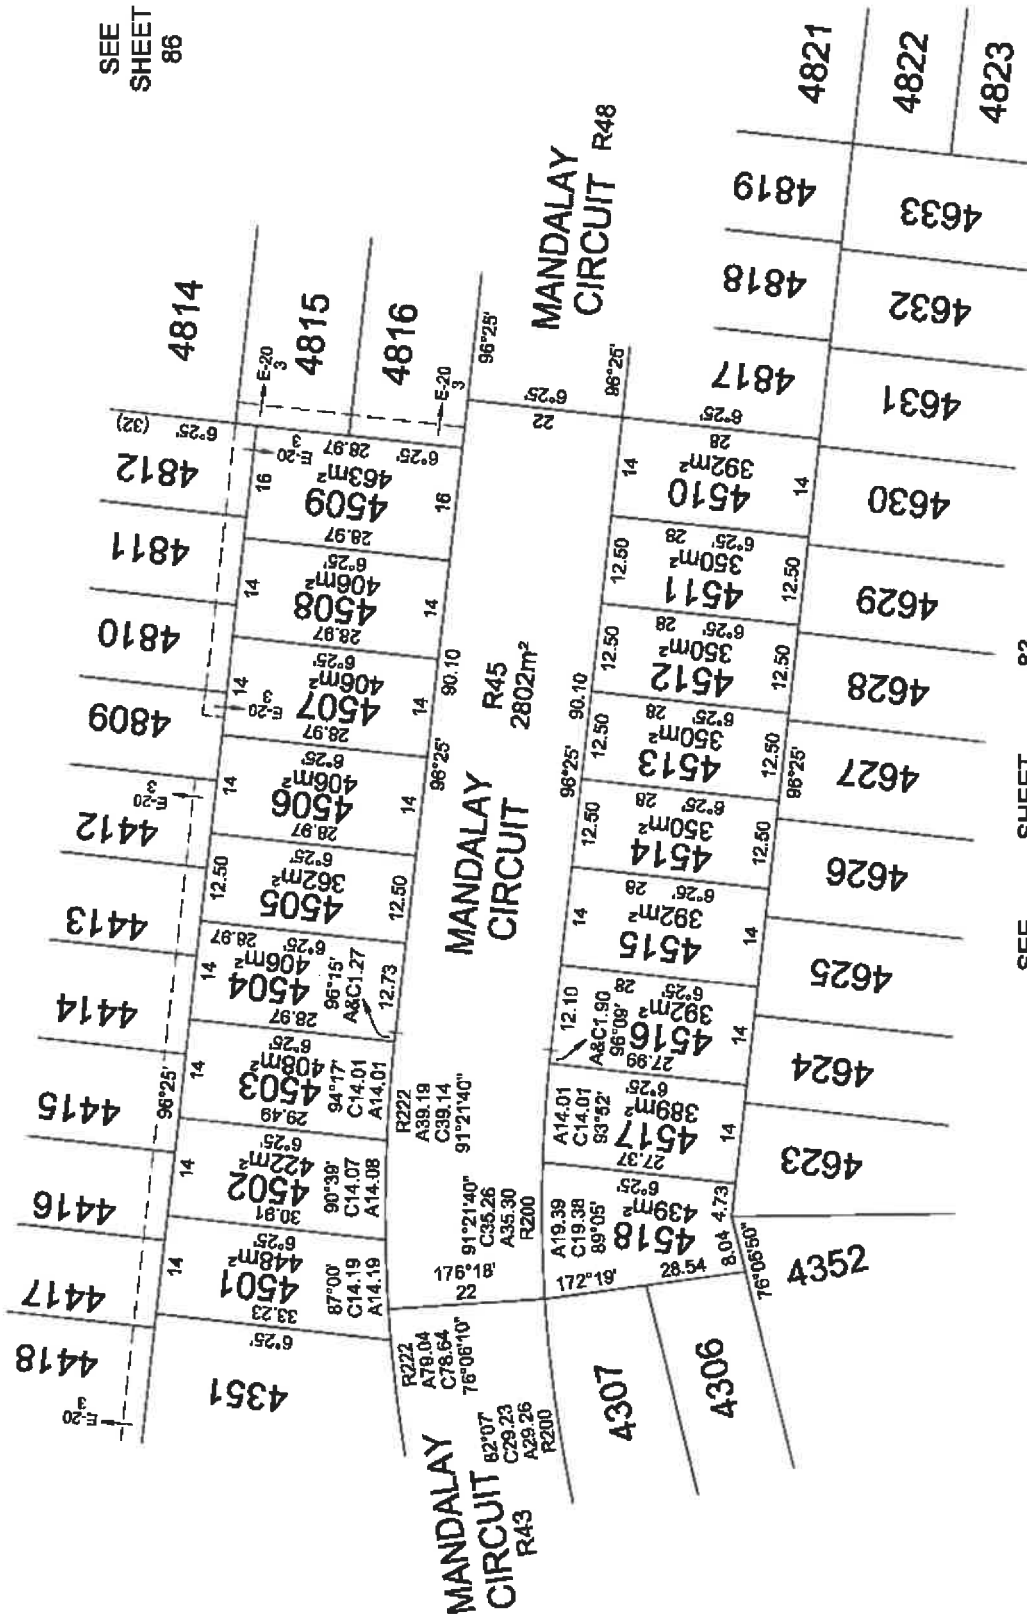 SEE
SHEET
86
4814
4815
4816
4812
4811
4810
4809
4412
4413
4414
4415
4416
4417
4418
4351
(32)
6°25'
E-20
3
E-20
3
E-20
3
E-20
3
E-20
3
E-20
3
96°25'
16
28.97
6°25'
463m²
4509
16
28.97
14
6°25'
406m²
4508
14
28.97
14
6°25'
406m²
4507
14
28.97
14
6°25'
406m²
4506
14
28.97
12.50
6°25'
362m²
4505
12.50
28.97
14
6°25'
406m²
4504
96°15'
A&C1.27
12.73
28.97
14
6°25'
408m²
4503
94°17'
C14.01
A14.01
29.49
14
6°25'
422m²
4502
90°39'
C14.07
A14.08
30.91
14
6°25'
448m²
4501
87°00'
C14.19
A14.19
33.23
6°25'
96°25'
90.10
MANDALAY
CIRCUIT R48
96°25'
6°25'
22
96°25'
R45
2802m²
MANDALAY
CIRCUIT
90.10
96°25'
R222
A39.19
C39.14
91°21'40"
91°21'40"
C35.26
A35.30
R200
176°18'
22
R222
A79.04
C78.64
76°06'10"
82°07'
C29.23
A29.26
R200
MANDALAY
CIRCUIT
R43
4817
4818
4819
4821
4822
4823
6°25'
28
14
392m²
4510
14
12.50
28
6°25'
350m²
4511
12.50
12.50
28
6°25'
350m²
4512
12.50
12.50
28
6°25'
350m²
4513
12.50
96°25'
12.50
28
6°25'
350m²
4514
12.50
14
28
6°25'
392m²
4515
14
12.10
A&C1.90
96°09'
28
6°25'
392m²
4516
14
27.99
A14.01
C14.01
93°52'
6°25'
389m²
4517
14
27.37
A19.39
C19.38
89°05'
6°25'
439m²
4518
4.73
8.04
76°05'50"
172°19'
28.54
4307
4306
4352
4633
4632
4631
4630
4629
4628
4627
4626
4625
4624
4623
SEE
SHEET